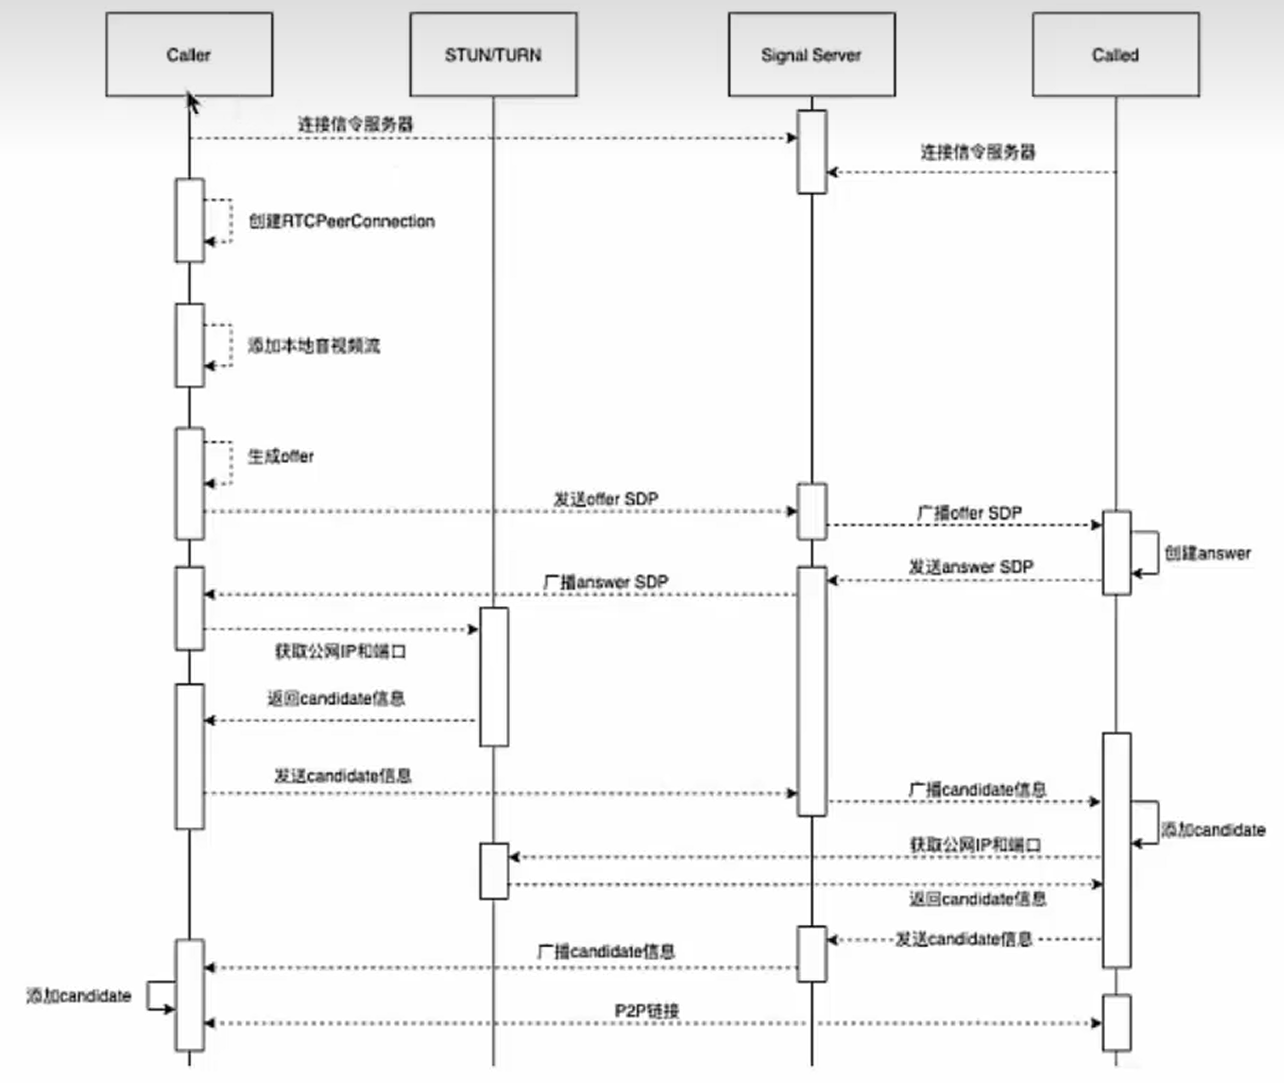 Caller
STUN/TURN
Signal Server
Called
连接信令服务器
连接信令服务器
创建RTCPeerConnection
添加本地音视频流
生成offer
发送offer SDP
广播offer SDP
创建answer
发送answer SDP
广播answer SDP
获取公网IP和端口
返回candidate信息
发送candidate信息
广播candidate信息
添加candidate
获取公网IP和端口
返回candidate信息
发送candidate信息
广播candidate信息
添加candidate
P2P链接